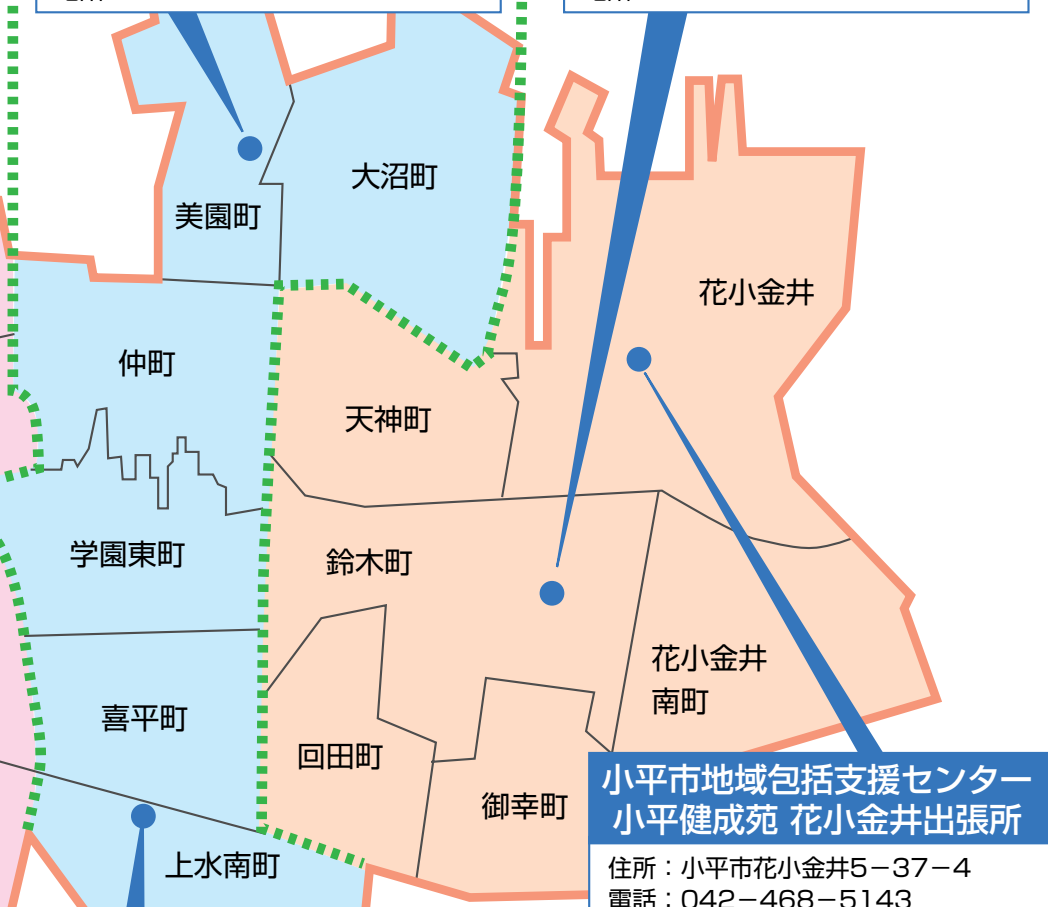 大沼町
美園町
花小金井
仲町
天神町
学園東町
鈴木町
花小金井
南町
喜平町
回田町
御幸町
上水南町
小平市地域包括支援センター
小平健成苑 花小金井出張所
住所：小平市花小金井5−37−4
電話：042−468−5143